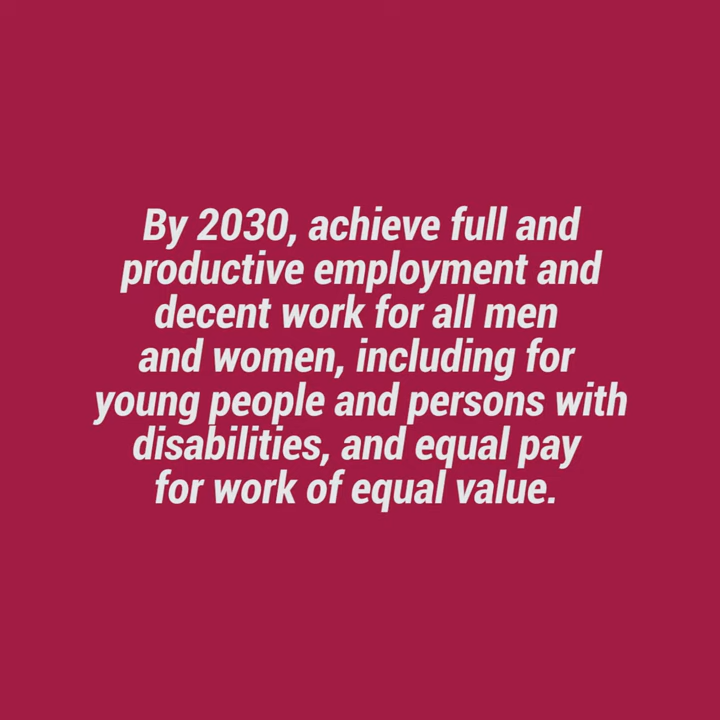 By 2030, achieve full and
productive employment and
decent work for all men
and women, including for
young people and persons with
disabilities, and equal pay
for work of equal value.